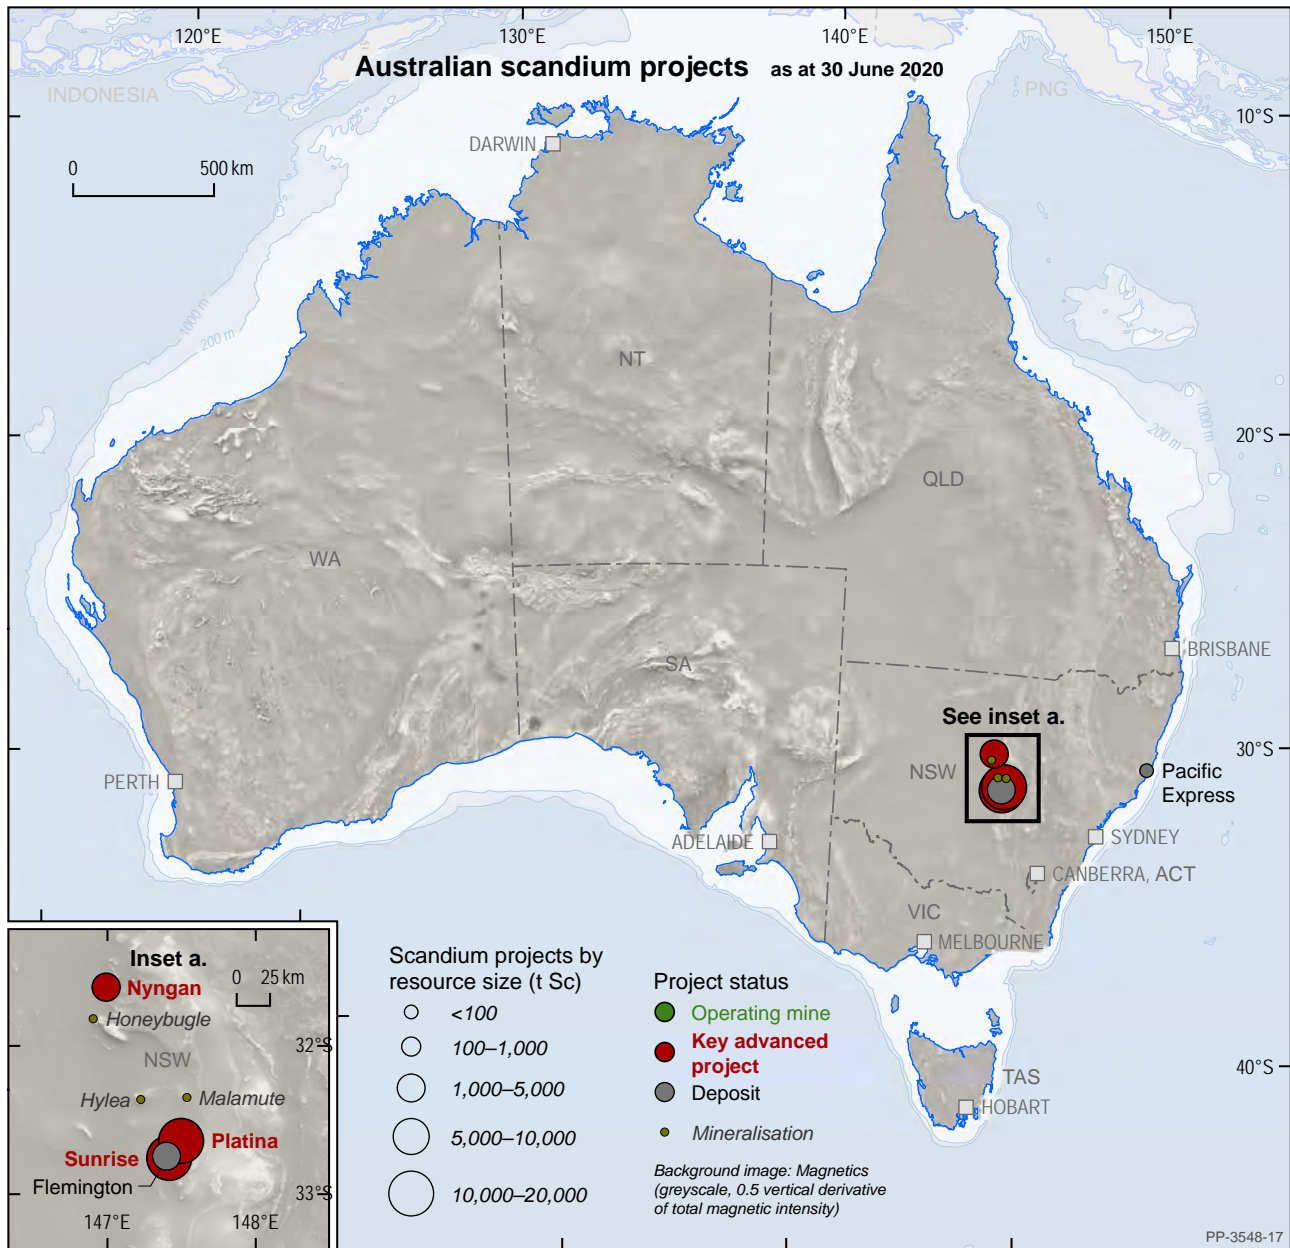 120°E
130°E
140°E
150°E
Australian scandium projects as at 30 June 2020
INDONESIA
PNG
10°S
DARWIN
0
500 km
1000 m
200 m
NT
1000 m
200 m
20°S
QLD
WA
SA
BRISBANE
See inset a.
30°S
NSW
Pacific
Express
PERTH
ADELAIDE
SYDNEY
CANBERRA, ACT
VIC
MELBOURNE
Inset a.
0 25 km
Nyngan
Honeybugle
32°S
NSW
Hylea
Malamute
Platina
Sunrise
Flemington
33°S
147°E
148°E
Scandium projects by
resource size (t Sc)
<100
100–1,000
1,000–5,000
5,000–10,000
10,000–20,000
Project status
Operating mine
Key advanced
project
Deposit
Mineralisation
Background image: Magnetics
(greyscale, 0.5 vertical derivative
of total magnetic intensity)
40°S
TAS
HOBART
PP-3548-17